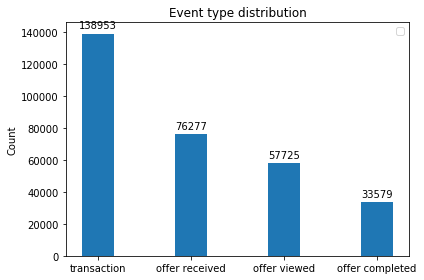 Event type distribution
138953
76277
57725
33579
140000
120000
100000
80000
60000
40000
20000
0
Count
transaction
offer received
offer viewed
offer completed